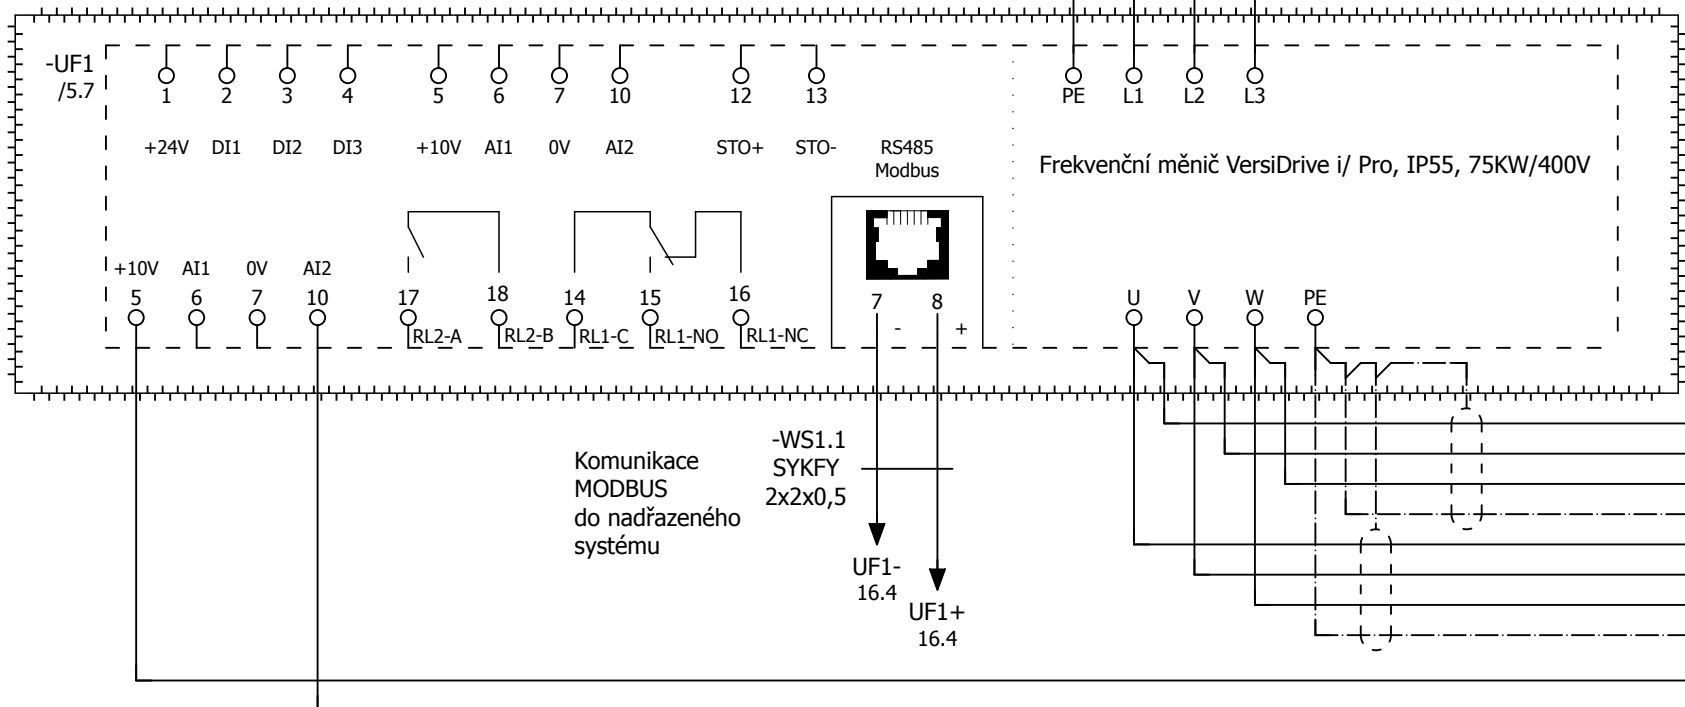 -UF1
/5.7
1 2 3 4 5 6 7 10 12 13 PE L1 L2 L3
+24V DI1 DI2 DI3 +10V AI1 0V AI2 STO+ STO- RS485
Modbus
Frekvenční měnič VersiDrive i/ Pro, IP55, 75KW/400V
+10V AI1 0V AI2
5 6 7 10 17 18 14 15 16 7 8 U V W PE
RL2-A RL2-B RL1-C RL1-NO RL1-NC - +
-WS1.1
SYKFY
2x2x0,5
Komunikace
MODBUS
do nadřazeného
systému
UF1-
16.4
UF1+
16.4